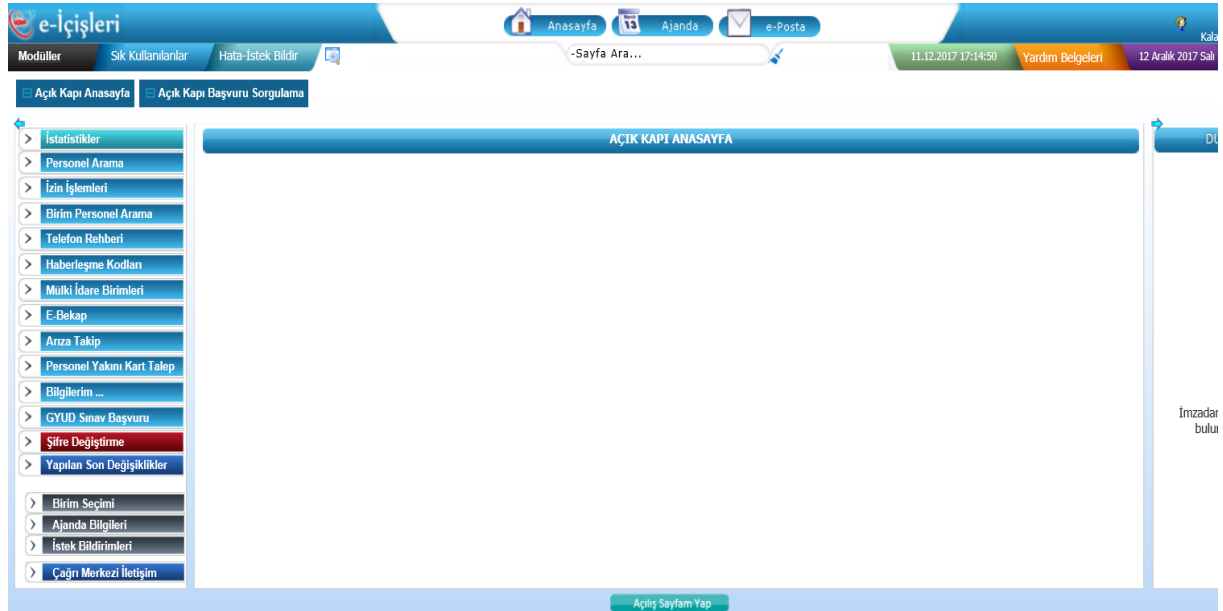 e-İçişleri
Anasayfa
13
Ajanda
e-Posta
Kala
Modüller
Sık Kullanılanlar
Hata-İstek Bildir
-Sayfa Ara...
11.12.2017 17:14:50
Yardım Belgeleri
12 Aralık 2017 Salı
Açık Kapı Anasayfa
Açık Kapı Başvuru Sorgulama
İstatistikler
Personel Arama
İzin İşlemleri
Birim Personel Arama
Telefon Rehberi
Haberleşme Kodları
Mülki İdare Birimleri
E-Bekap
Arıza Takip
Personel Yakını Kart Talep
Bilgilerim ...
GYUD Sınav Başvuru
Şifre Değiştirme
Yapılan Son Değişiklikler
Birim Seçimi
Ajanda Bilgileri
İstek Bildirimleri
Çağrı Merkezi İletişim
AÇIK KAPI ANASAYFA
DU
İmzadan
bulun
Açılış Sayfam Yap